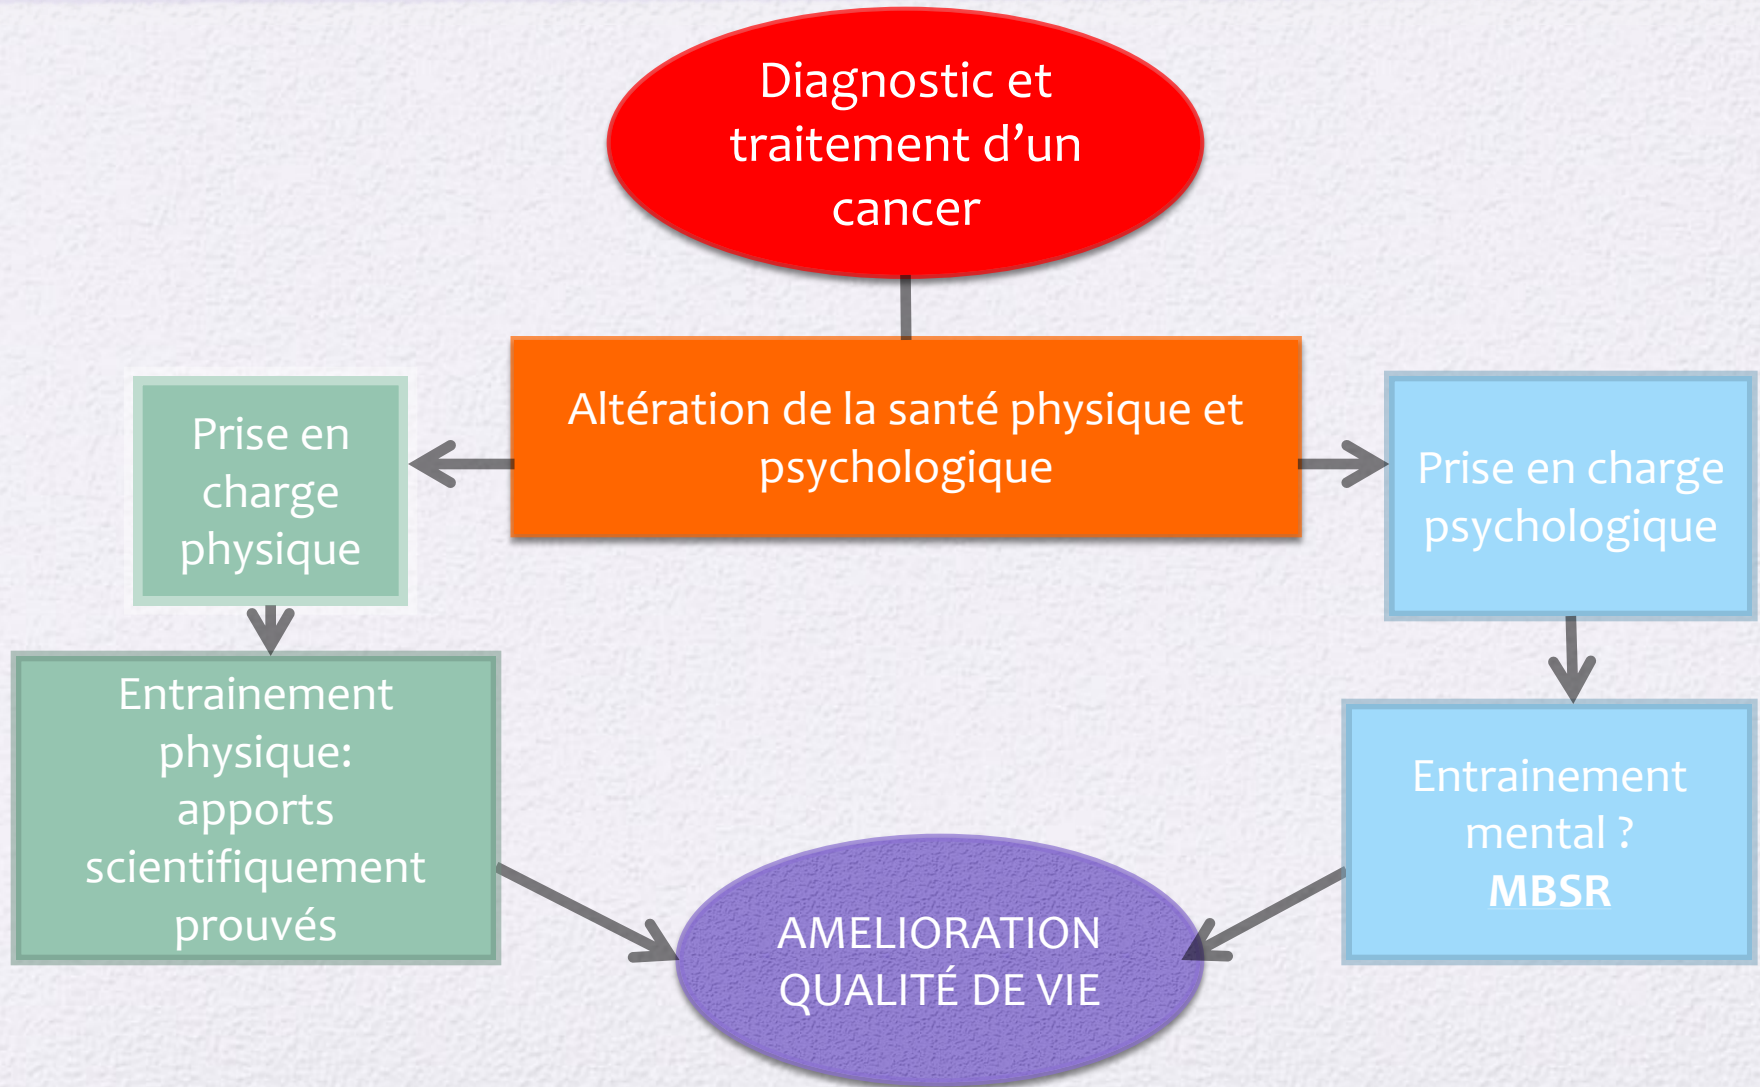 Diagnostic et
traitement d’un
cancer
Altération de la santé physique et
psychologique
Prise en
charge
physique
Prise en charge
psychologique
Entrainement
physique:
apports
scientifiquement
prouvés
Entrainement
mental ?
MBSR
AMELIORATION
QUALITÉ DE VIE